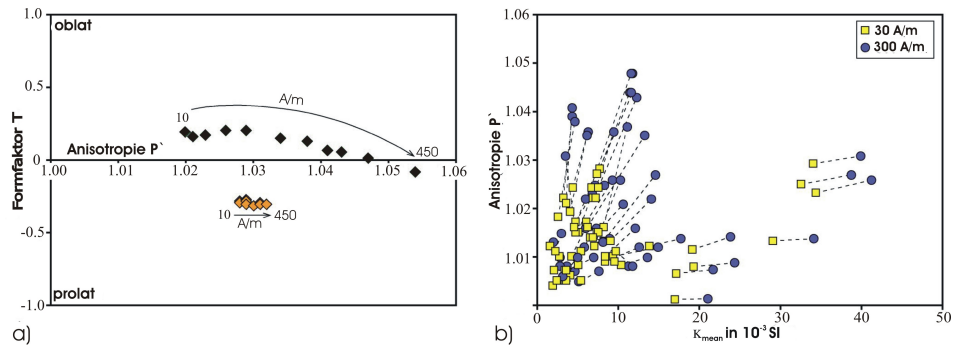 1.0
oblat
0.5
A/m
10
Formfaktor T
0
Anisotropie P`
450
1.00
1.01
1.02
1.03
1.04
1.05
1.06
10
450
A/m
-0.5
prolat
-1.0
a)
1.06
30 A/m
300 A/m
1.05
1.04
Anisotropie P`
1.03
1.02
1.01
0
10
20
30
40
50
b)
Kmean in 10-3 SI